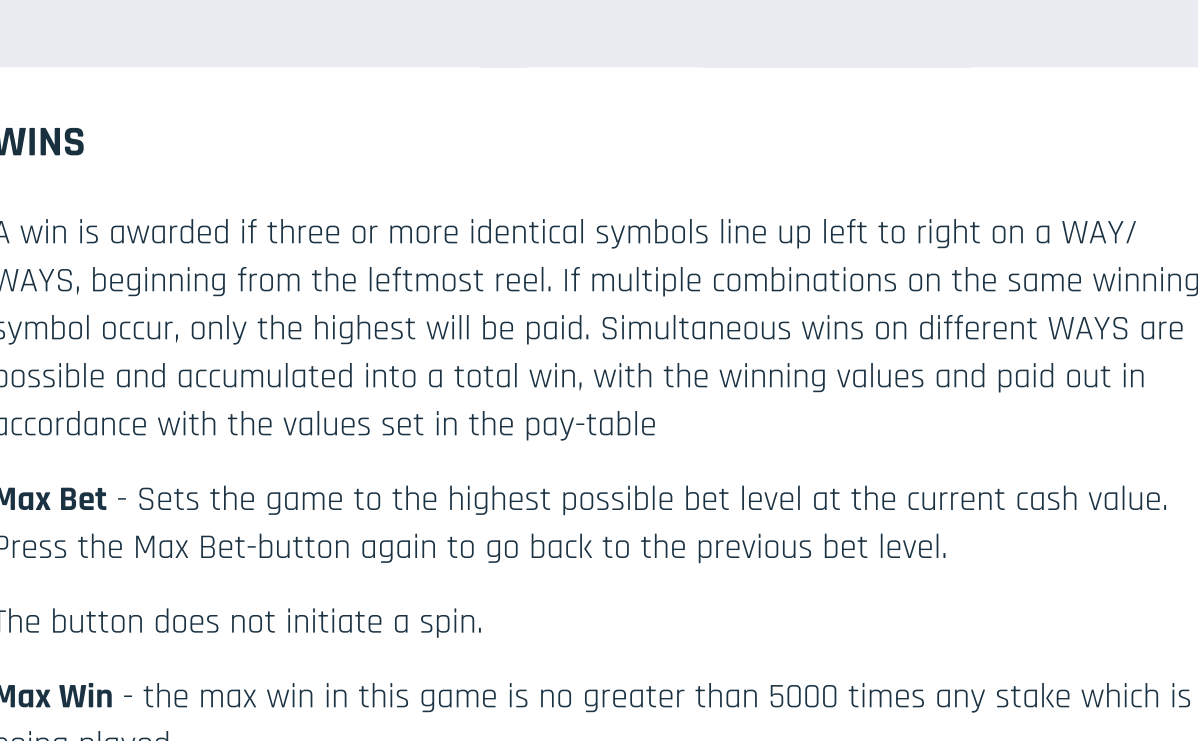 WINS
A win is awarded if three or more identical symbols line up left to right on a WAY/
WAYS, beginning from the leftmost reel. If multiple combinations on the same winning
symbol occur, only the highest will be paid. Simultaneous wins on different WAYS are
possible and accumulated into a total win, with the winning values and paid out in
accordance with the values set in the pay-table
Max Bet - Sets the game to the highest possible bet level at the current cash value.
Press the Max Bet-button again to go back to the previous bet level.
The button does not initiate a spin.
Max Win - the max win in this game is no greater than 5000 times any stake which is
being played